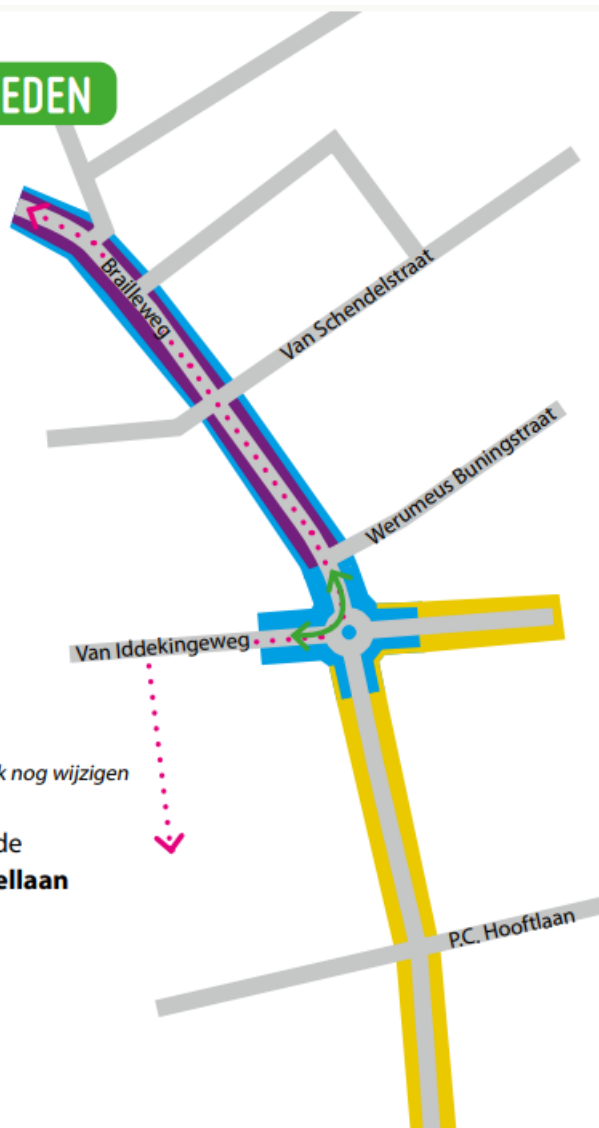 EDEN
Brailleweg
Van Schendelstraat
Werumeus Buningstraat
Van Iddekingeweg
k nog wijzigen
de
ellaan
P.C. Hooftlaan